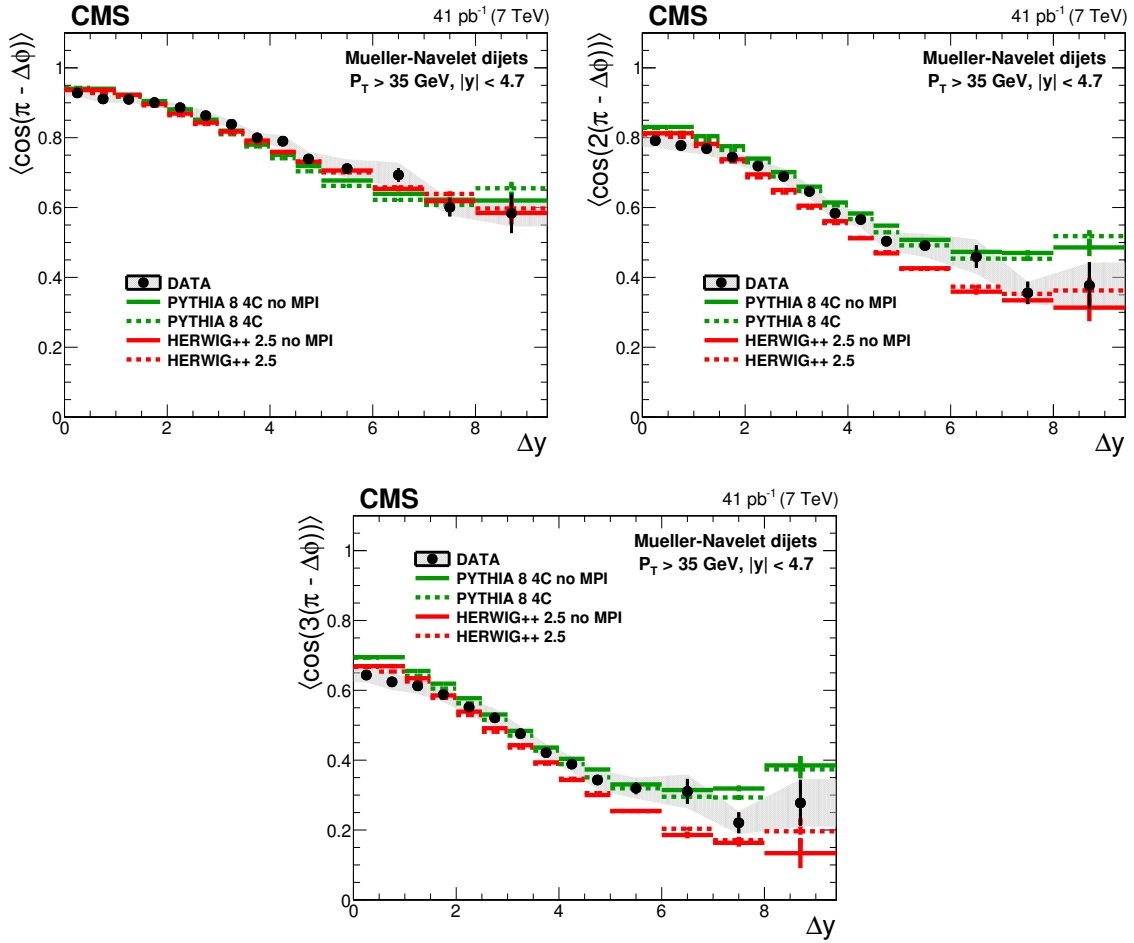 CMS 41 pb⁻¹ (7 TeV)
⟨cos(π - Δϕ)⟩
Mueller-Navelet dijets
P_T > 35 GeV, |y| < 4.7
1
0.8
0.6
0.4
0.2
0
DATA
PYTHIA 8 4C no MPI
PYTHIA 8 4C
HERWIG++ 2.5 no MPI
HERWIG++ 2.5
0 2 4 6 8
Δy
CMS 41 pb⁻¹ (7 TeV)
⟨cos(2(π - Δϕ))⟩
Mueller-Navelet dijets
P_T > 35 GeV, |y| < 4.7
1
0.8
0.6
0.4
0.2
0
DATA
PYTHIA 8 4C no MPI
PYTHIA 8 4C
HERWIG++ 2.5 no MPI
HERWIG++ 2.5
0 2 4 6 8
Δy
CMS 41 pb⁻¹ (7 TeV)
⟨cos(3(π - Δϕ))⟩
Mueller-Navelet dijets
P_T > 35 GeV, |y| < 4.7
DATA
PYTHIA 8 4C no MPI
PYTHIA 8 4C
HERWIG++ 2.5 no MPI
HERWIG++ 2.5
1
0.8
0.6
0.4
0.2
0
0 2 4 6 8
Δy